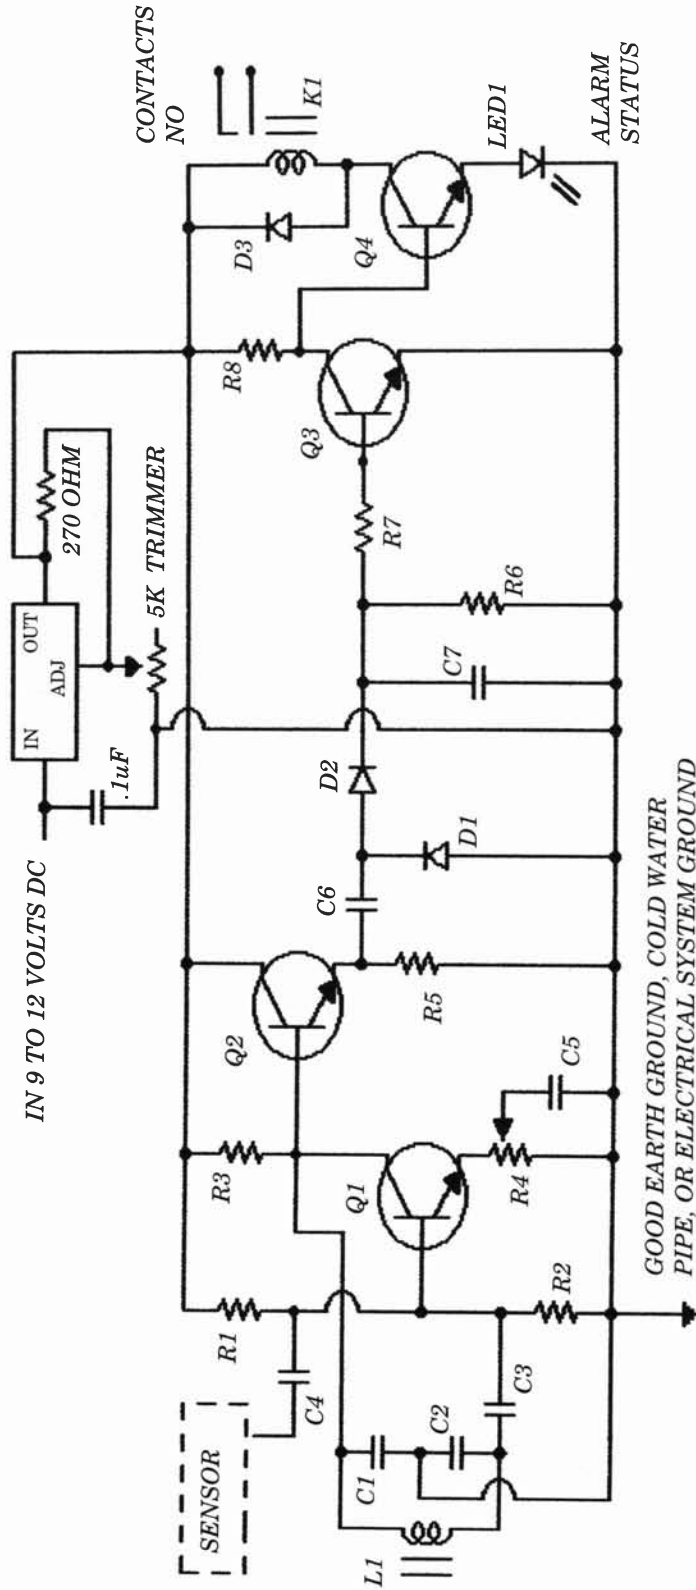 IN 9 TO 12 VOLTS DC
IN
OUT
ADJ
270 OHM
.1uF
5K TRIMMER
CONTACTS
NO
SENSOR
R1
R3
Q2
R8
D3
K1
C4
Q1
C6
D2
Q3
Q4
L1
C1
C2
C3
R2
R4
C5
R5
D1
C7
R6
R7
LED1
ALARM
STATUS
GOOD EARTH GROUND, COLD WATER
PIPE, OR ELECTRICAL SYSTEM GROUND